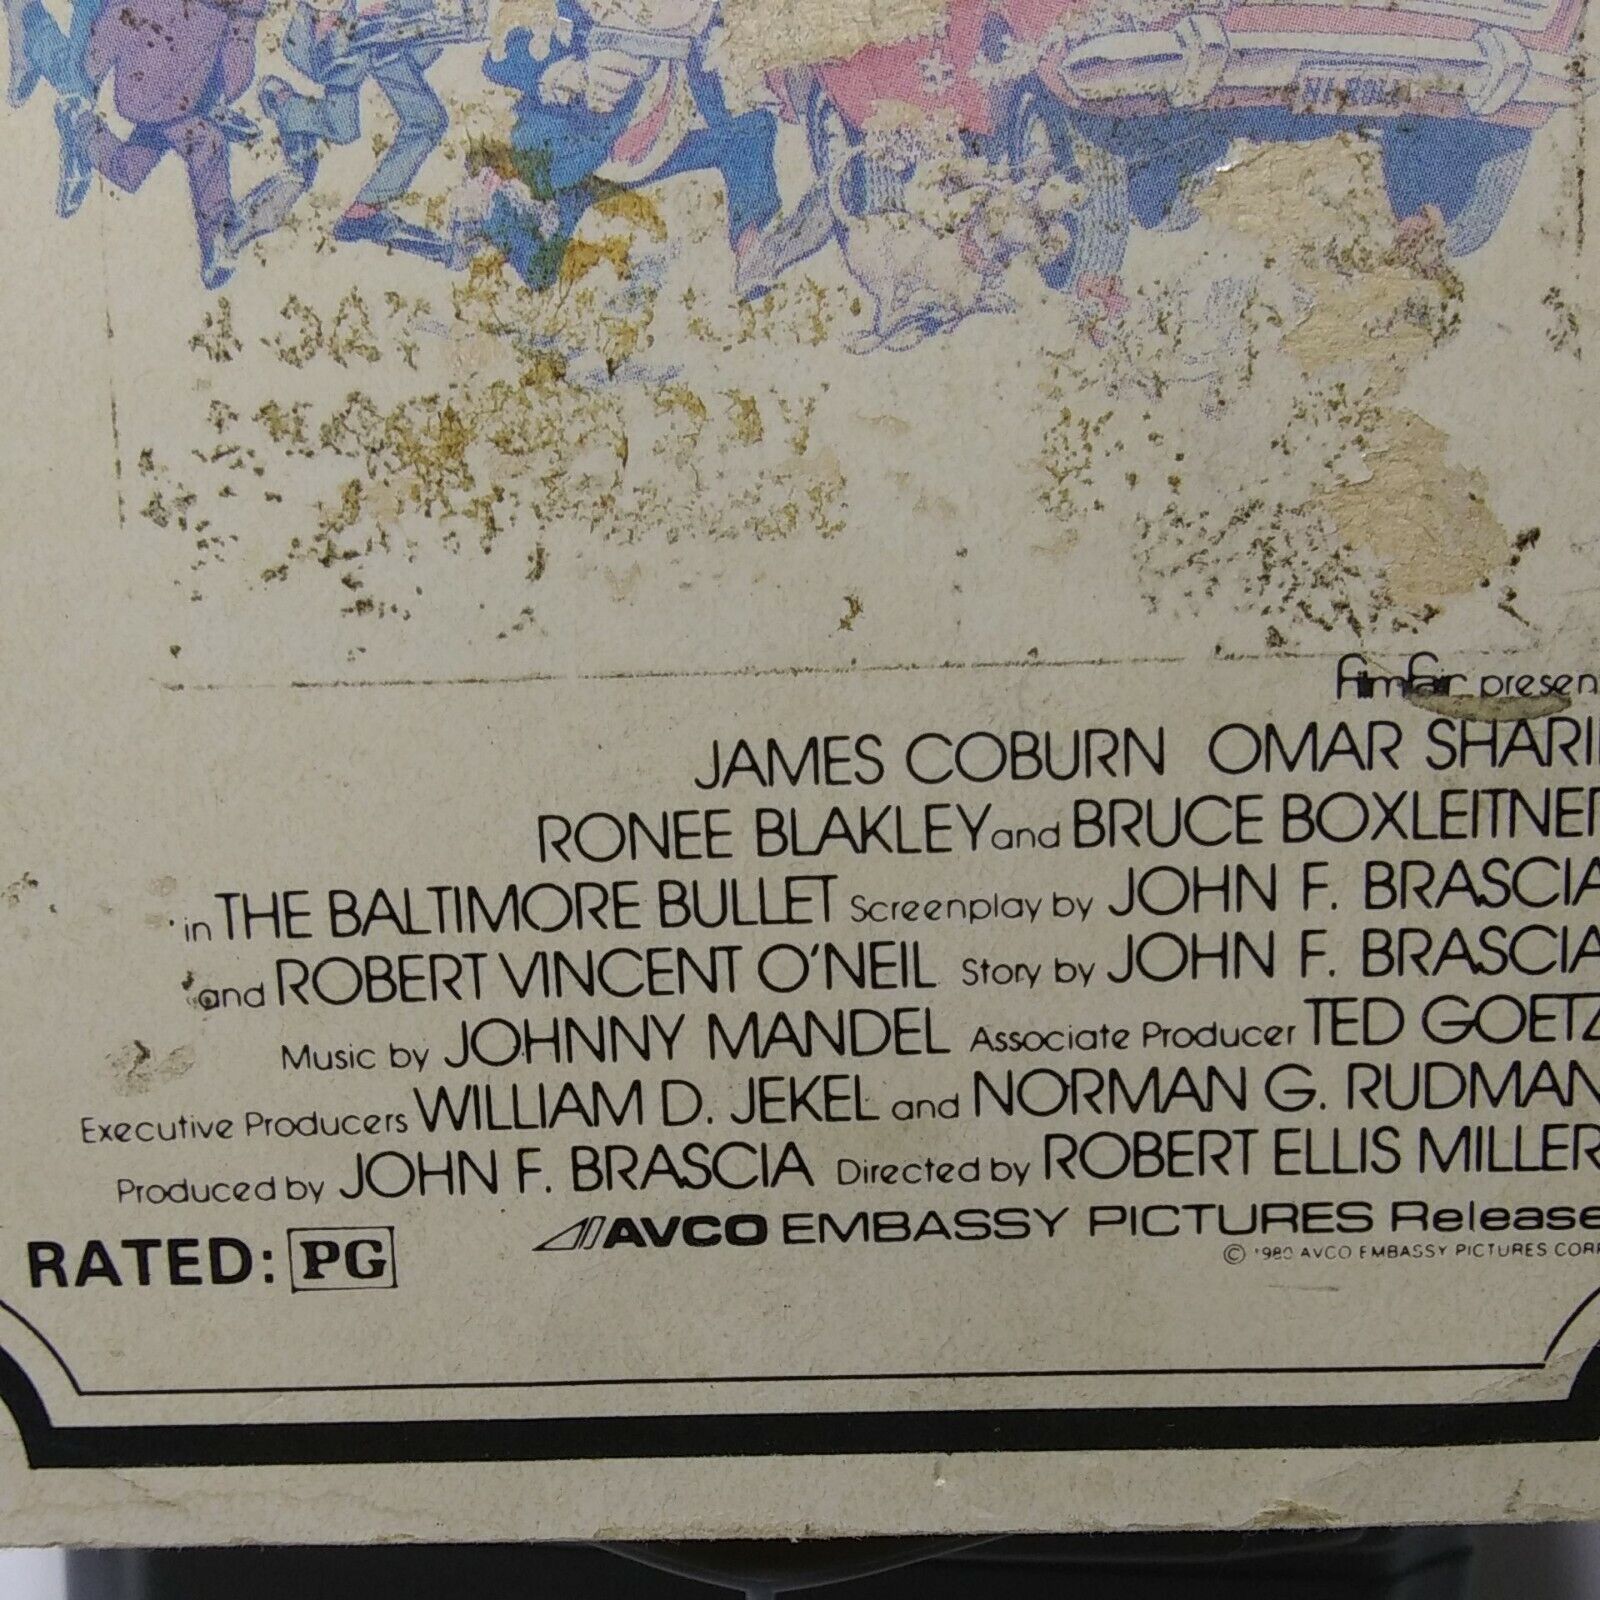 filmfair presen
JAMES COBURN OMAR SHARIF
RONEE BLAKLEY and BRUCE BOXLEITNER
in THE BALTIMORE BULLET Screenplay by JOHN F. BRASCIA
and ROBERT VINCENT O'NEIL Story by JOHN F. BRASCIA
Music by JOHNNY MANDEL Associate Producer TED GOETZ
Executive Producers WILLIAM D. JEKEL and NORMAN G. RUDMAN
Produced by JOHN F. BRASCIA Directed by ROBERT ELLIS MILLER
AVCO EMBASSY PICTURES Release
RATED: PG
© 1980 AVCO EMBASSY PICTURES CORP